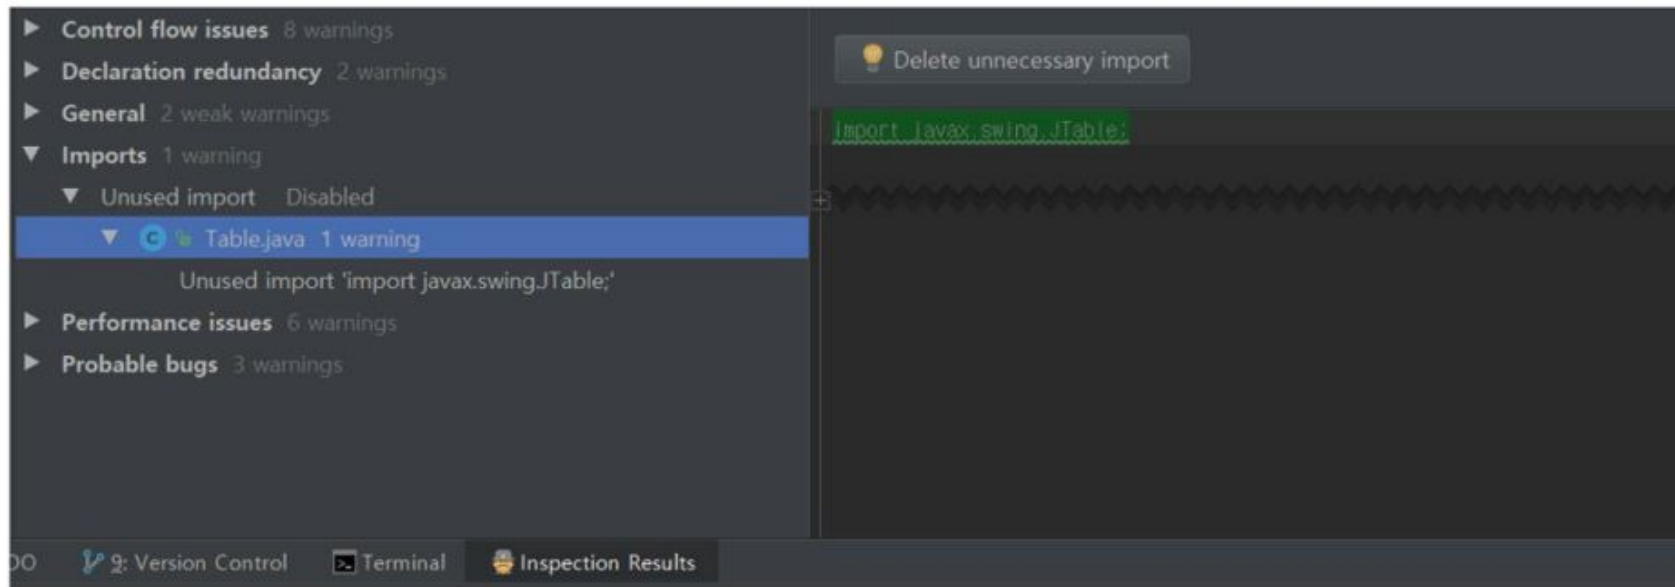 Control flow issues 8 warnings
Declaration redundancy 2 warnings
General 2 weak warnings
Imports 1 warning
Unused import Disabled
Table.java 1 warning
Unused import 'import javax.swing.JTable;'
Performance issues 6 warnings
Probable bugs 3 warnings
Delete unnecessary import
import javax.swing.JTable;
DO
9: Version Control
Terminal
Inspection Results